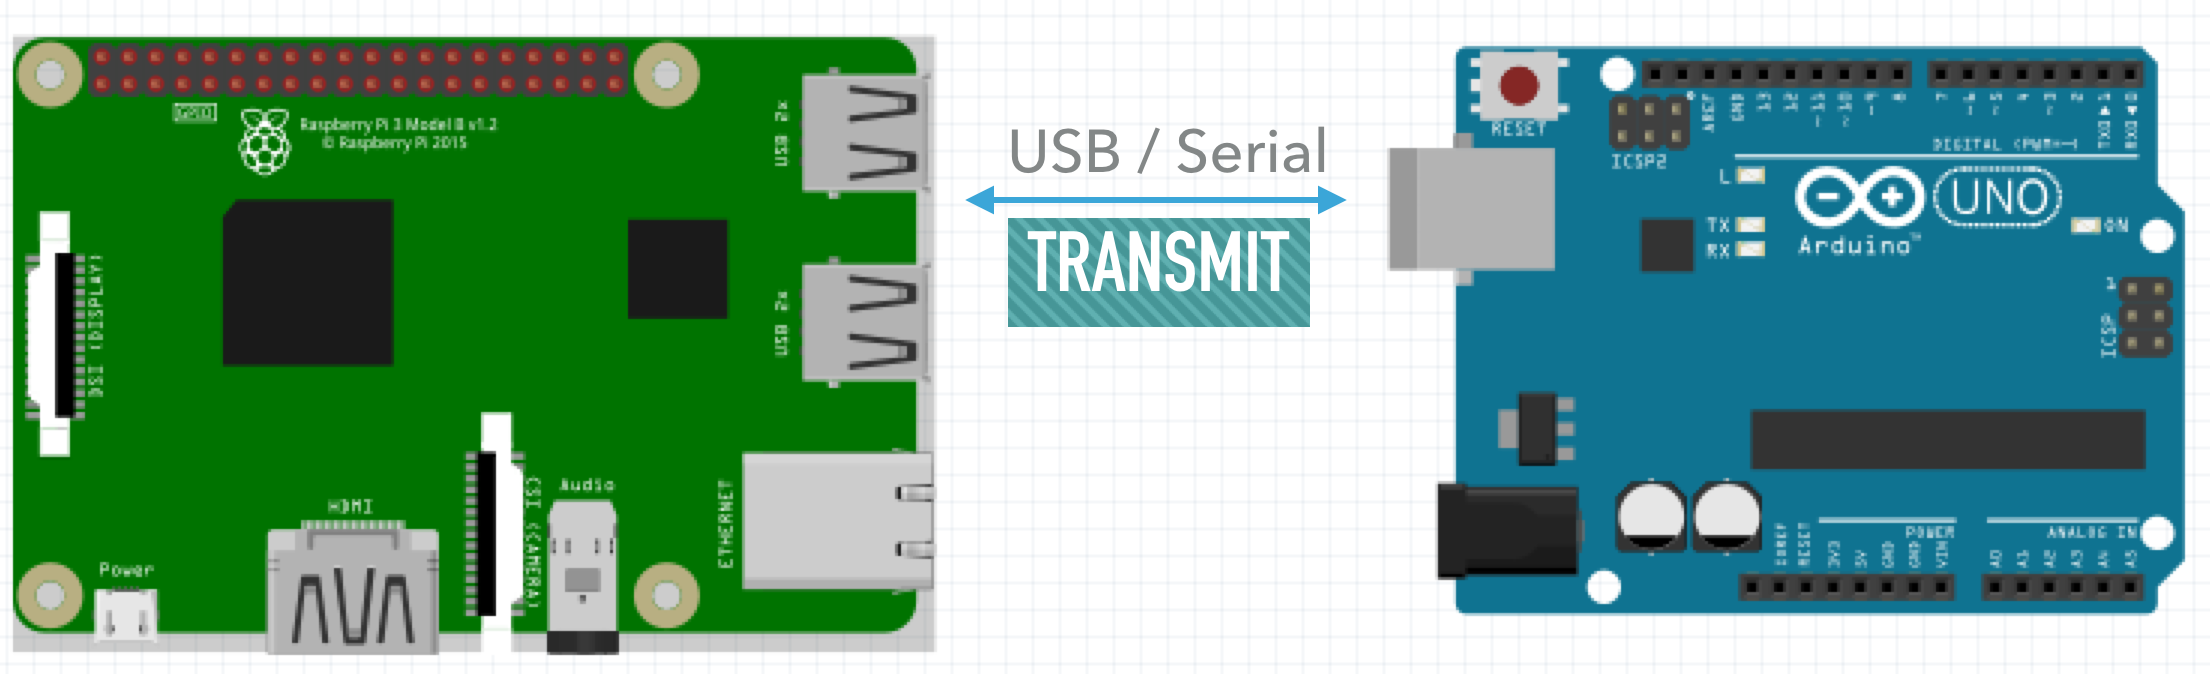 GPIO
Raspberry Pi 3 Model B v1.2
© Raspberry Pi 2015
USB 2x
USB 2x
DSI (DISPLAY)
HDMI
CSI (CAMERA)
Audio
ETHERNET
Power
USB / Serial
TRANSMIT
RESET
ICSP2
AREF
GND
13
12
~11
~10
~9
8
7
~6
~5
4
~3
2
TX0▶1
RX0◀0
DIGITAL (PWM=~)
L
TX
RX
UNO
Arduino™
ON
1
ICSP
IOREF
RESET
3V3
5V
GND
GND
VIN
POWER
ANALOG IN
A0
A1
A2
A3
A4
A5